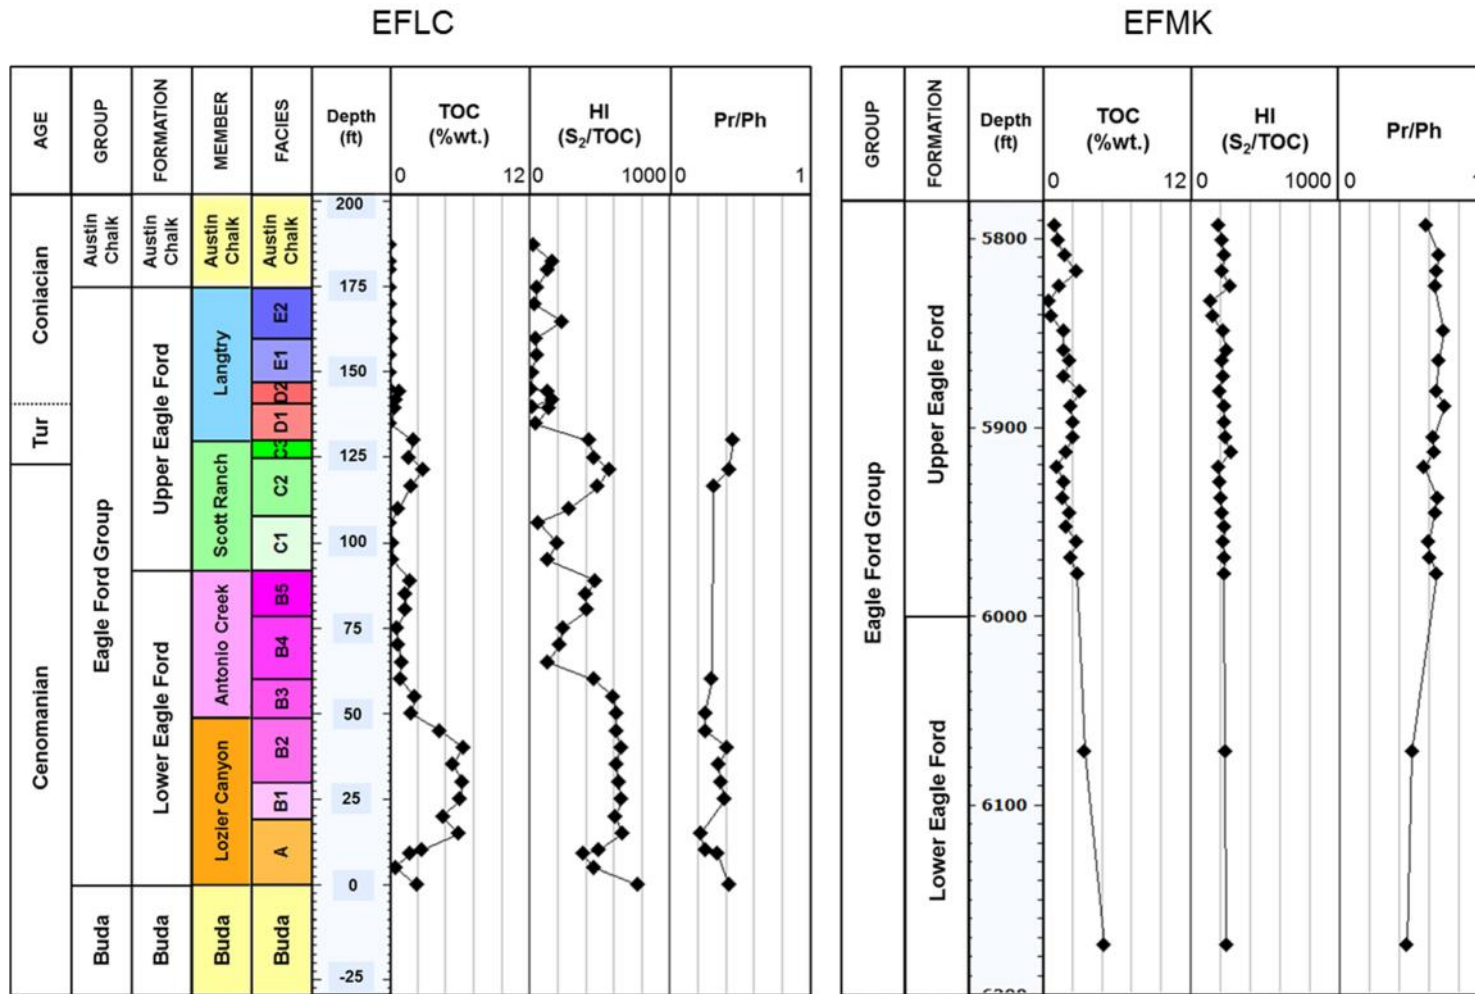 EFLC
EFMK
AGE
GROUP
FORMATION
MEMBER
FACIES
Depth
(ft)
TOC
(%wt.)
0 12
HI
(S₂/TOC)
0 1000
Pr/Ph
0 1
Coniacian
Tur
Cenomanian
Austin
Chalk
Eagle Ford Group
Buda
Austin
Chalk
Upper Eagle Ford
Lower Eagle Ford
Buda
Austin
Chalk
Langtry
Scott Ranch
Antonio Creek
Lozier Canyon
Buda
Austin
Chalk
E2
E1
D2
D1
C3
C2
C1
B5
B4
B3
B2
B1
A
Buda
200
175
150
125
100
75
50
25
0
-25
GROUP
FORMATION
Depth
(ft)
TOC
(%wt.)
0 12
HI
(S₂/TOC)
0 1000
Pr/Ph
0 1
Eagle Ford Group
Upper Eagle Ford
Lower Eagle Ford
5800
5900
6000
6100